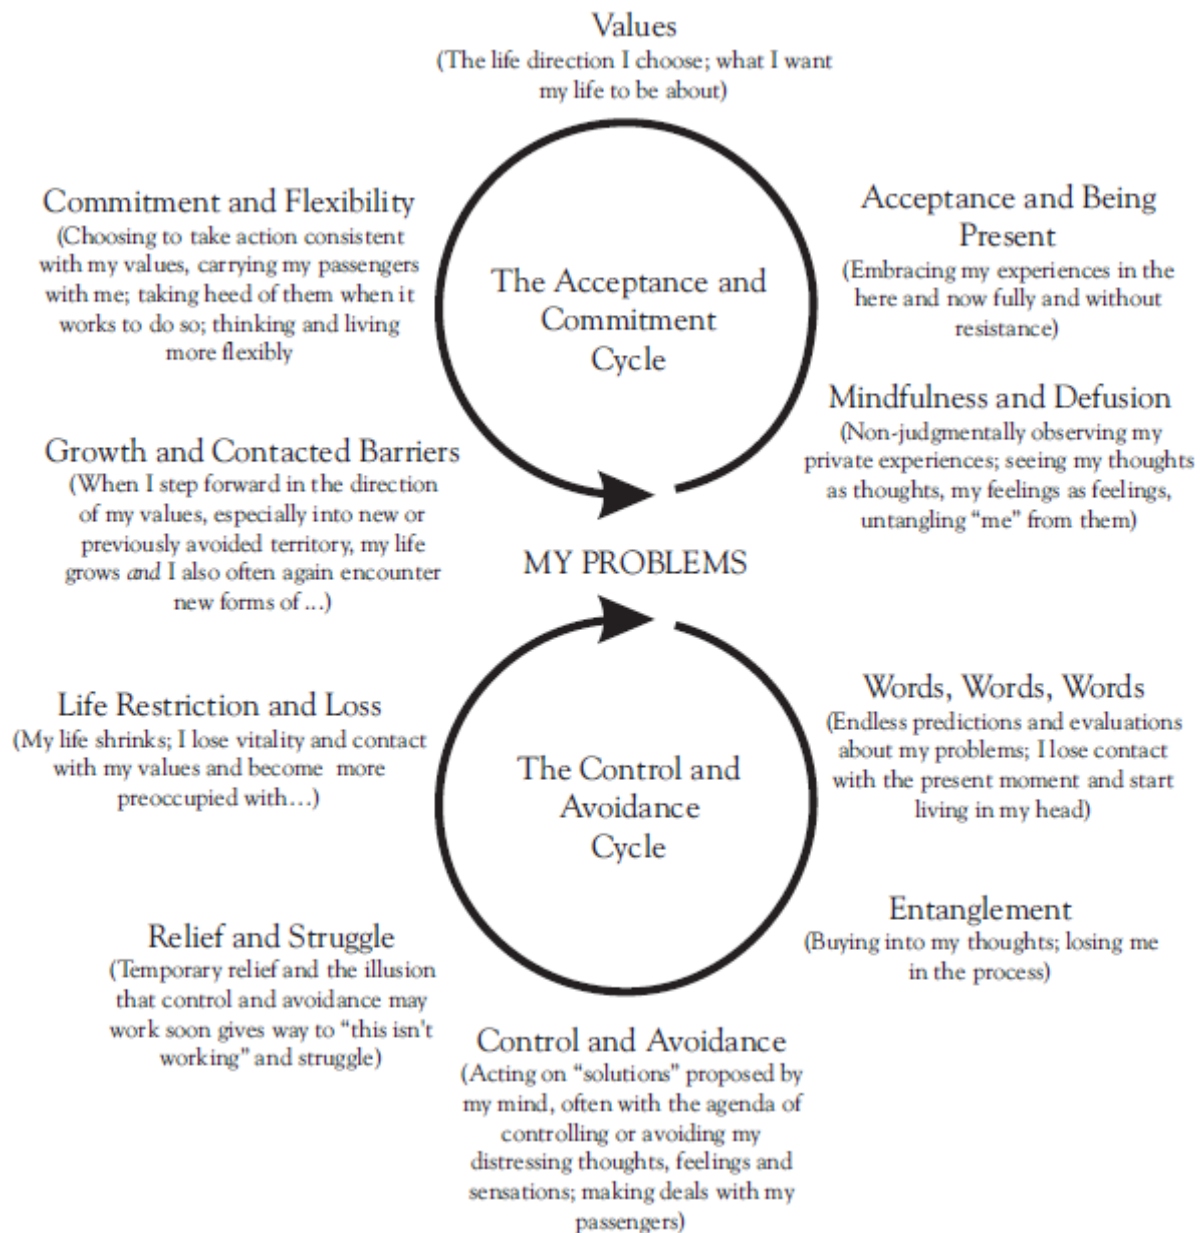 Values
(The life direction I choose; what I want
my life to be about)
Commitment and Flexibility
(Choosing to take action consistent
with my values, carrying my passengers
with me; taking heed of them when it
works to do so; thinking and living
more flexibly
The Acceptance and
Commitment
Cycle
Acceptance and Being
Present
(Embracing my experiences in the
here and now fully and without
resistance)
Mindfulness and Defusion
(Non-judgmentally observing my
private experiences; seeing my thoughts
as thoughts, my feelings as feelings,
untangling “me” from them)
Growth and Contacted Barriers
(When I step forward in the direction
of my values, especially into new or
previously avoided territory, my life
grows and I also often again encounter
new forms of ...)
MY PROBLEMS
Words, Words, Words
(Endless predictions and evaluations
about my problems; I lose contact
with the present moment and start
living in my head)
Life Restriction and Loss
(My life shrinks; I lose vitality and contact
with my values and become more
preoccupied with…)
The Control and
Avoidance
Cycle
Entanglement
(Buying into my thoughts; losing me
in the process)
Relief and Struggle
(Temporary relief and the illusion
that control and avoidance may
work soon gives way to “this isn't
working” and struggle)
Control and Avoidance
(Acting on “solutions” proposed by
my mind, often with the agenda of
controlling or avoiding my
distressing thoughts, feelings and
sensations; making deals with my
passengers)